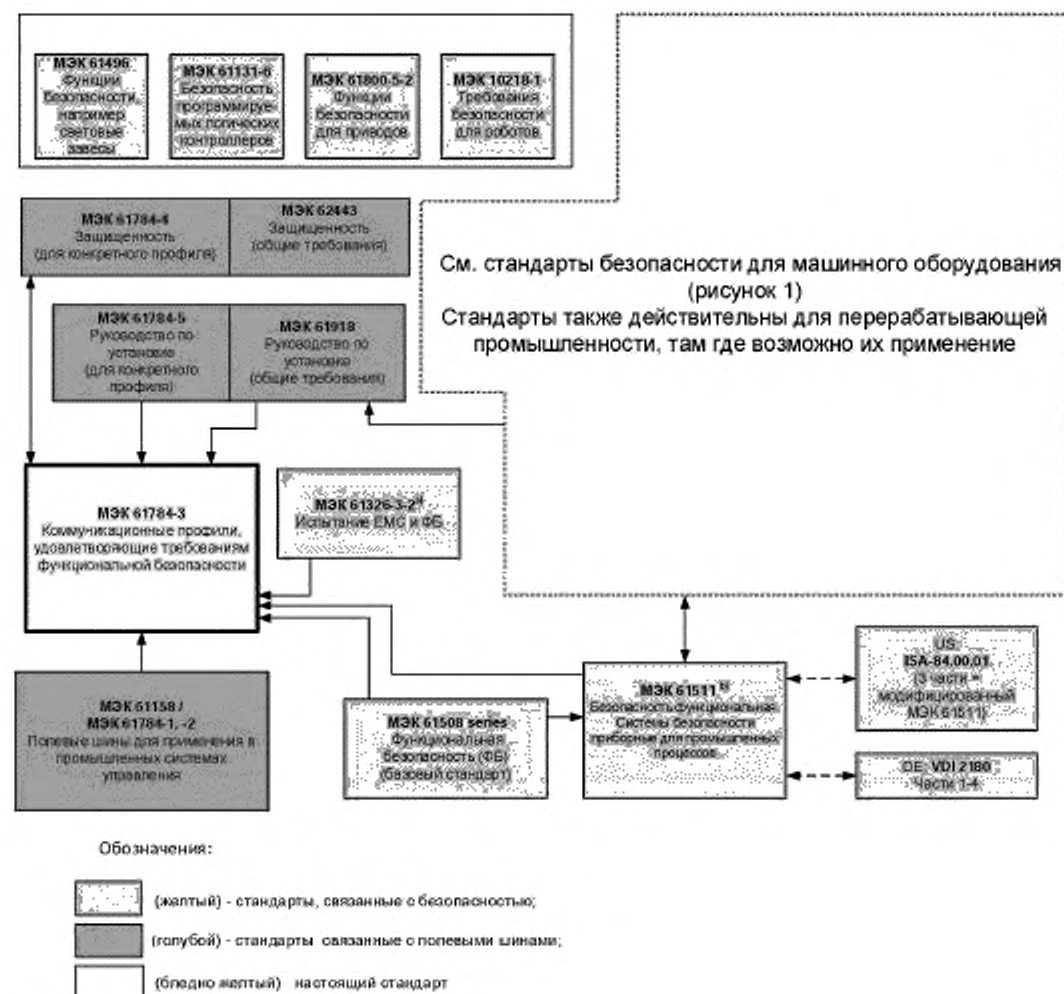 МЭК 61496
Функции
безопасности,
например
световые
завесы
МЭК 61131-6
Безопасность
программируе-
мых логических
контроллеров
МЭК 61800-5-2
Функции
безопасности
для приводов
МЭК 10218-1
Требования
безопасности
для роботов
МЭК 61784-4
Защищенность
(для конкретного профиля)
МЭК 62443
Защищенность
(общие требования)
См. стандарты безопасности для машинного оборудования
(рисунок 1)
Стандарты также действительны для перерабатывающей
промышленности, там где возможно их применение
МЭК 61784-5
Руководство по
установке
(для конкретного
профиля)
МЭК 61918
Руководство по
установке
(общие требования)
МЭК 61784-3
Коммуникационные профили,
удовлетворяющие требованиям
функциональной безопасности
МЭК 61326-3-2 a)
Испытание ЕМС и ФБ
МЭК 61158 /
МЭК 61784-1, -2
Полевые шины для применения в
промышленных системах
управления
МЭК 61508 series
Функциональная
безопасность (ФБ)
(базовый стандарт)
МЭК 61511 b)
Безопасность функциональная.
Системы безопасности
приборные для промышленных
процессов
US:
ISA-84.00.01
(3 части =
модифицированный
МЭК 61511)
DE: VDI 2180
Части 1-4
Обозначения:
(желтый) - стандарты, связанные с безопасностью;
(голубой) - стандарты связанные с полевыми шинами;
(бледно желтый) настоящий стандарт